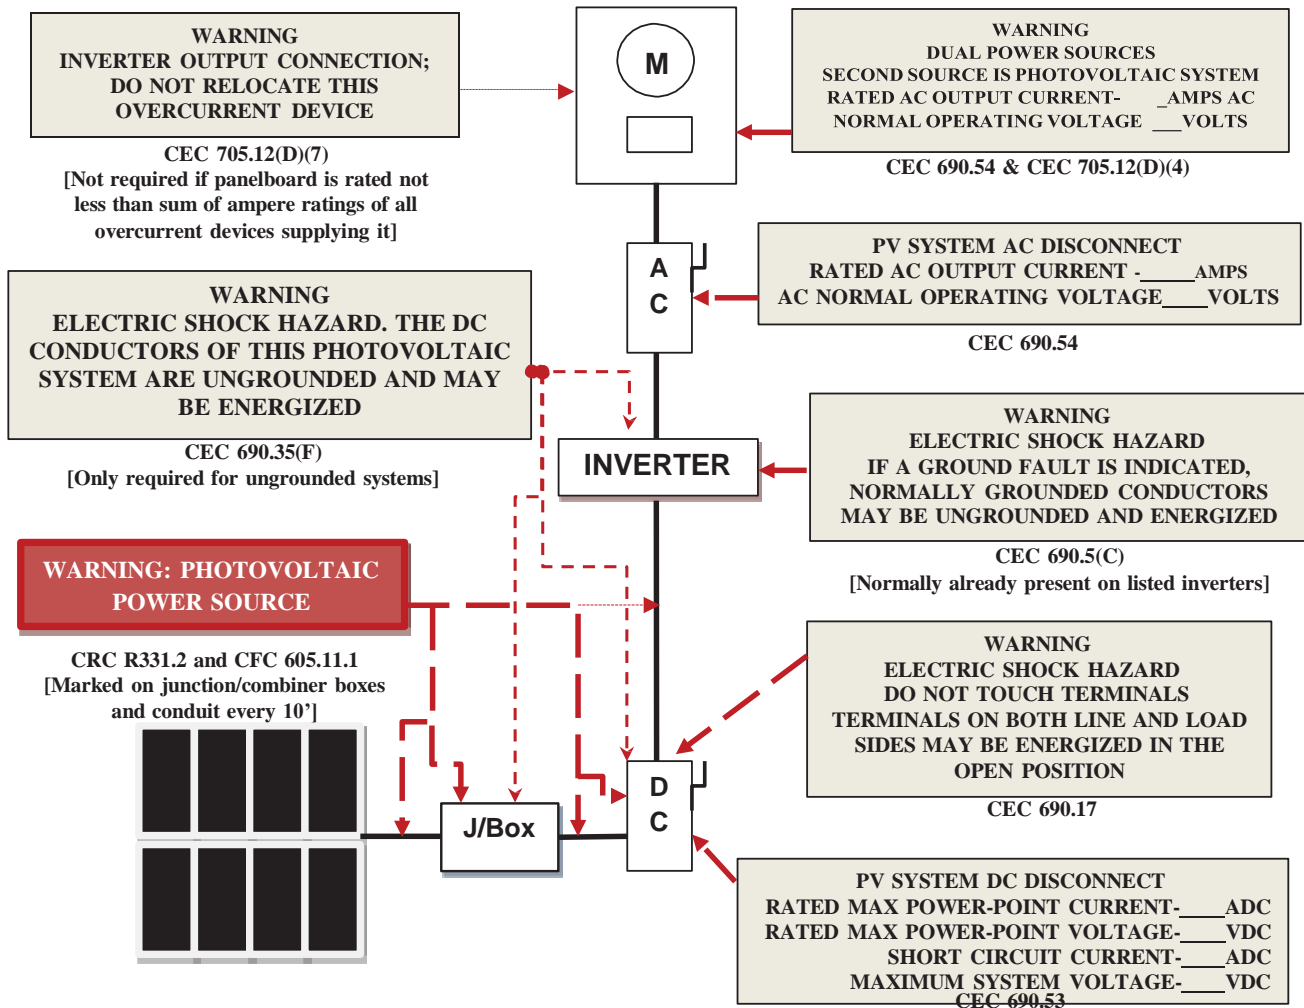 WARNING
INVERTER OUTPUT CONNECTION;
DO NOT RELOCATE THIS
OVERCURRENT DEVICE
CEC 705.12(D)(7)
[Not required if panelboard is rated not
less than sum of ampere ratings of all
overcurrent devices supplying it]
M
WARNING
DUAL POWER SOURCES
SECOND SOURCE IS PHOTOVOLTAIC SYSTEM
RATED AC OUTPUT CURRENT- _AMPS AC
NORMAL OPERATING VOLTAGE ___VOLTS
CEC 690.54 & CEC 705.12(D)(4)
A
C
PV SYSTEM AC DISCONNECT
RATED AC OUTPUT CURRENT -_____AMPS
AC NORMAL OPERATING VOLTAGE____VOLTS
CEC 690.54
WARNING
ELECTRIC SHOCK HAZARD. THE DC
CONDUCTORS OF THIS PHOTOVOLTAIC
SYSTEM ARE UNGROUNDED AND MAY
BE ENERGIZED
CEC 690.35(F)
[Only required for ungrounded systems]
INVERTER
WARNING
ELECTRIC SHOCK HAZARD
IF A GROUND FAULT IS INDICATED,
NORMALLY GROUNDED CONDUCTORS
MAY BE UNGROUNDED AND ENERGIZED
CEC 690.5(C)
[Normally already present on listed inverters]
WARNING: PHOTOVOLTAIC
POWER SOURCE
CRC R331.2 and CFC 605.11.1
[Marked on junction/combiner boxes
and conduit every 10’]
WARNING
ELECTRIC SHOCK HAZARD
DO NOT TOUCH TERMINALS
TERMINALS ON BOTH LINE AND LOAD
SIDES MAY BE ENERGIZED IN THE
OPEN POSITION
CEC 690.17
J/Box
D
C
PV SYSTEM DC DISCONNECT
RATED MAX POWER-POINT CURRENT-____ADC
RATED MAX POWER-POINT VOLTAGE-____VDC
SHORT CIRCUIT CURRENT-____ADC
MAXIMUM SYSTEM VOLTAGE-____VDC
CEC 690.53